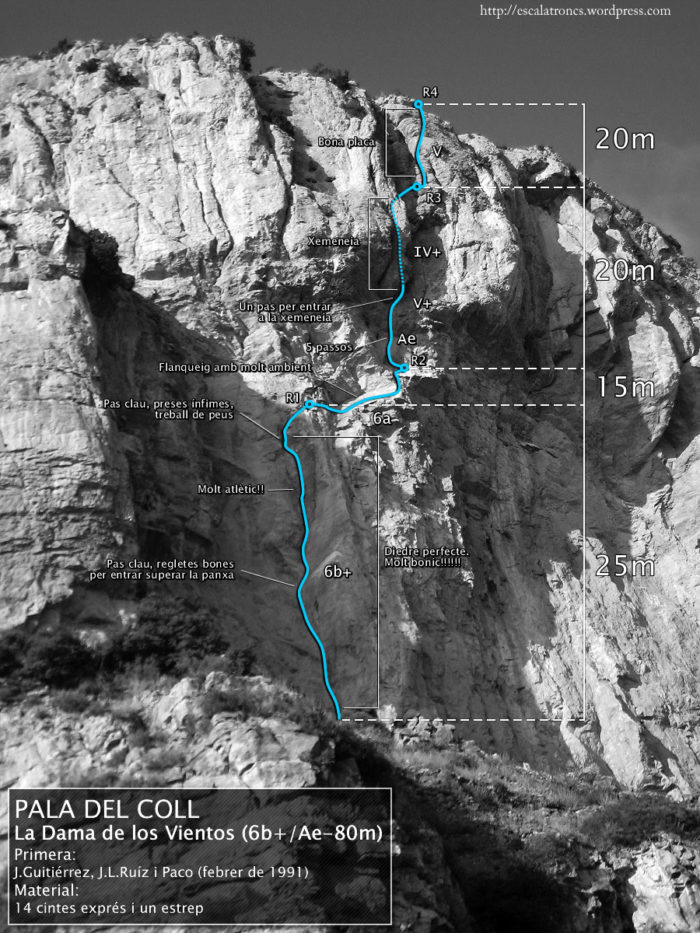 http://escalatroncs.wordpress.com
R4
20m
Bona placa
V
R3
Xemeneia
IV+
20m
Un pas per entrar
a la xemeneia
V+
5 passos
Ae
R2
Flanqueig amb molt ambient
15m
R1
Pas clau, preses infimes,
treball de peus
6a
Molt atlètic!!
Diedre perfecte.
Molt bonic!!!!!!
Pas clau, regletes bones
per entrar superar la panxa
6b+
25m
PALA DEL COLL
La Dama de los Vientos (6b+/Ae-80m)
Primera:
J.Guitiérrez, J.L.Ruíz i Paco (febrer de 1991)
Material:
14 cintes exprés i un estrep